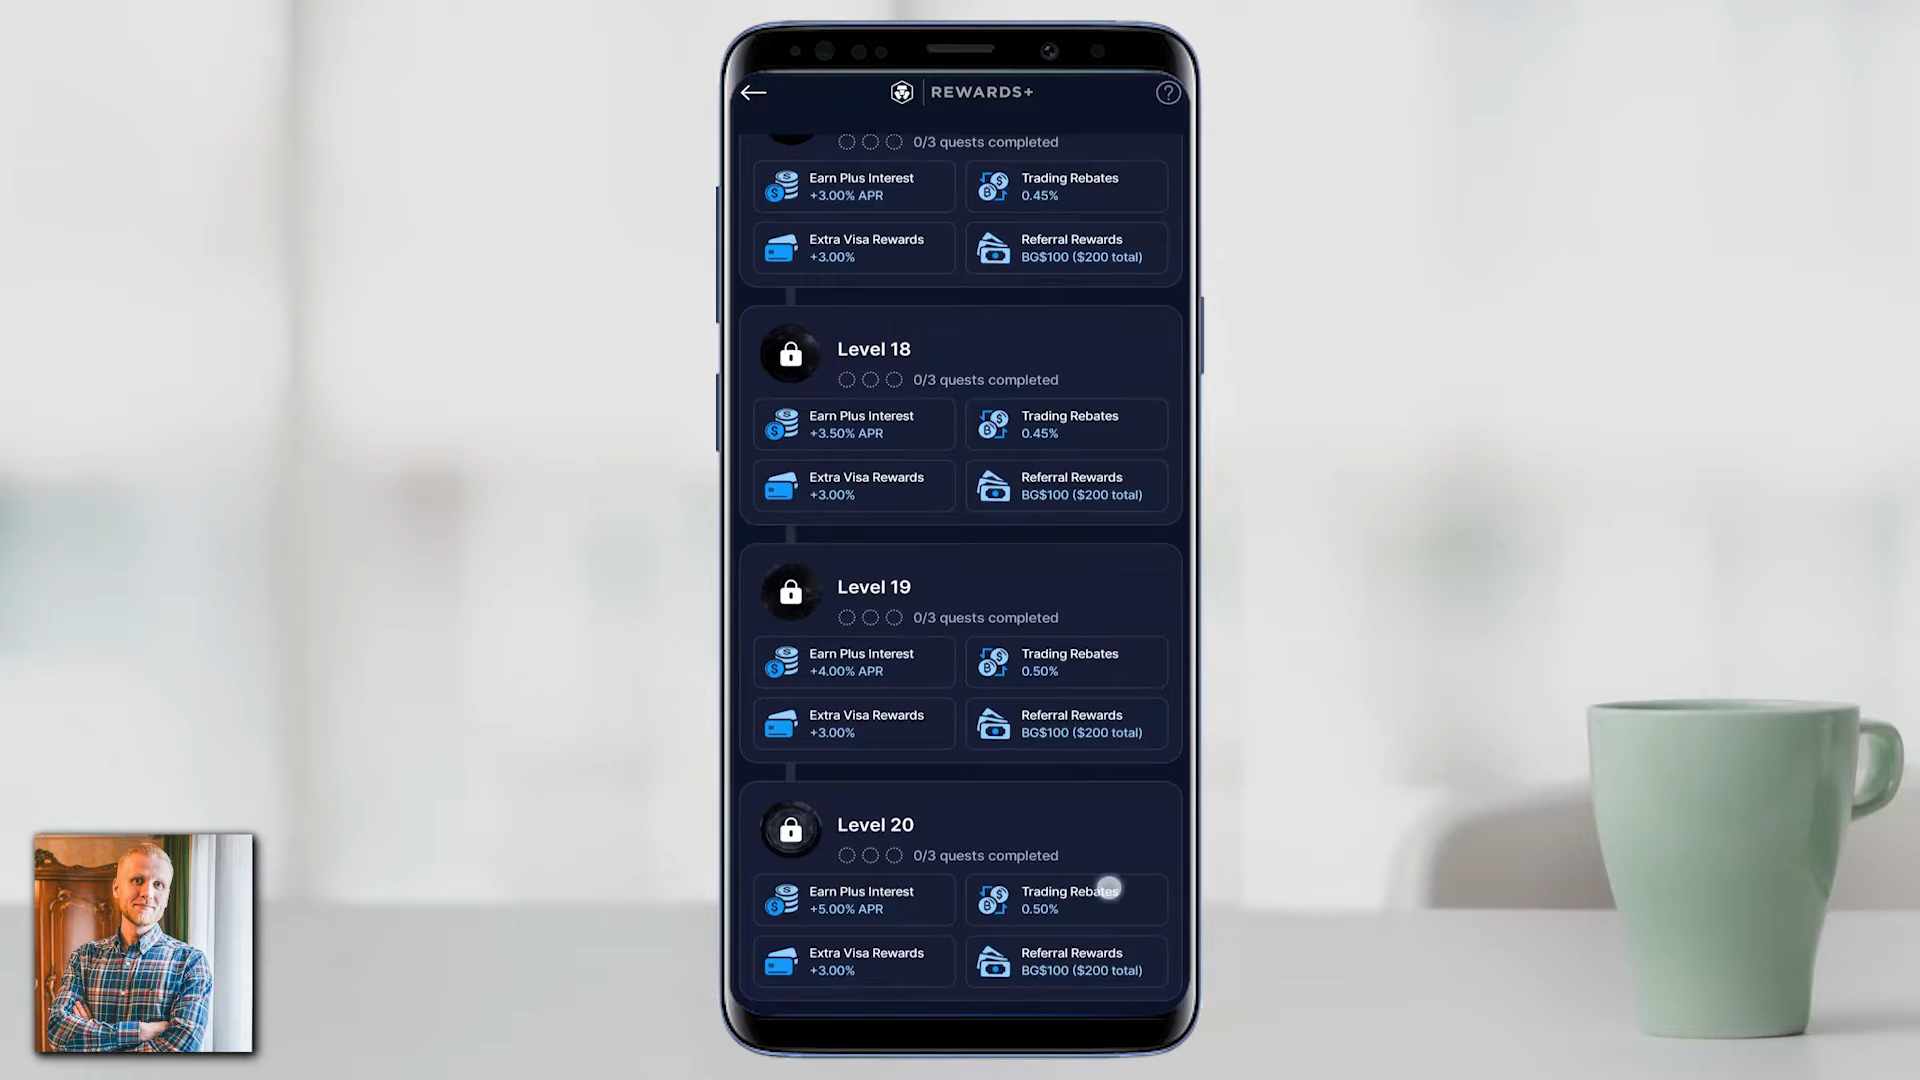 REWARDS+
0/3 quests completed
Earn Plus Interest
+3.00% APR
Trading Rebates
0.45%
Extra Visa Rewards
+3.00%
Referral Rewards
BG$100 ($200 total)
Level 18
0/3 quests completed
Earn Plus Interest
+3.50% APR
Trading Rebates
0.45%
Extra Visa Rewards
+3.00%
Referral Rewards
BG$100 ($200 total)
Level 19
0/3 quests completed
Earn Plus Interest
+4.00% APR
Trading Rebates
0.50%
Extra Visa Rewards
+3.00%
Referral Rewards
BG$100 ($200 total)
Level 20
0/3 quests completed
Earn Plus Interest
+5.00% APR
Trading Rebates
0.50%
Extra Visa Rewards
+3.00%
Referral Rewards
BG$100 ($200 total)